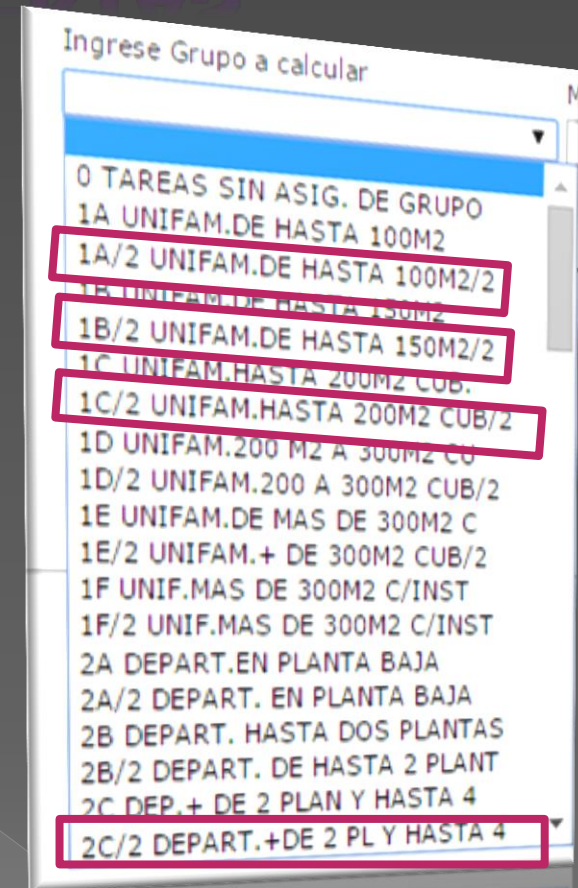 Ingrese Grupo a calcular
M
0 TAREAS SIN ASIG. DE GRUPO
1A UNIFAM.DE HASTA 100M2
1A/2 UNIFAM.DE HASTA 100M2/2
1B UNIFAM.DE HASTA 150M2
1B/2 UNIFAM.DE HASTA 150M2/2
1C UNIFAM.HASTA 200M2 CUB.
1C/2 UNIFAM.HASTA 200M2 CUB/2
1D UNIFAM.200 M2 A 300M2 CU
1D/2 UNIFAM.200 A 300M2 CUB/2
1E UNIFAM.DE MAS DE 300M2 C
1E/2 UNIFAM.+ DE 300M2 CUB/2
1F UNIF.MAS DE 300M2 C/INST
1F/2 UNIF.MAS DE 300M2 C/INST
2A DEPART.EN PLANTA BAJA
2A/2 DEPART. EN PLANTA BAJA
2B DEPART. HASTA DOS PLANTAS
2B/2 DEPART. DE HASTA 2 PLANT
2C DEP.+ DE 2 PLAN Y HASTA 4
2C/2 DEPART.+DE 2 PL Y HASTA 4